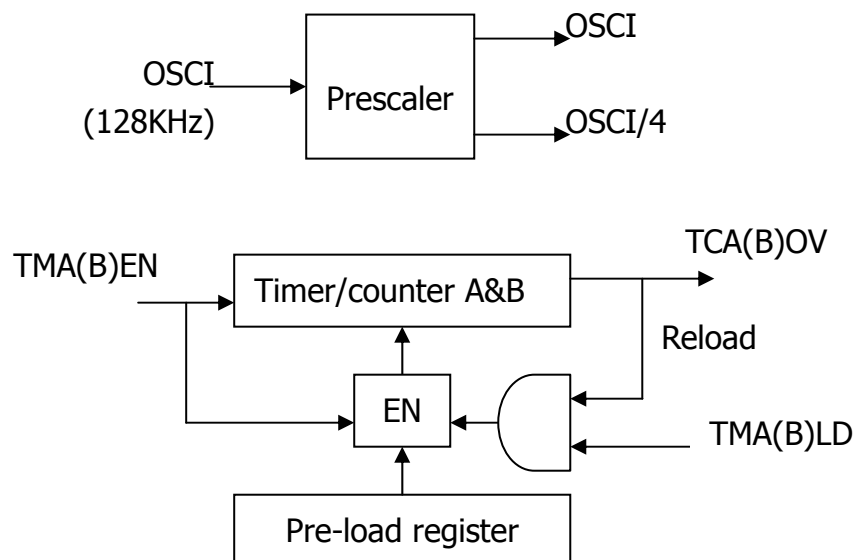 OSCI
OSCI
(128KHz)
Prescaler
OSCI/4
TCA(B)OV
TMA(B)EN
Timer/counter A&B
Reload
EN
TMA(B)LD
Pre-load register